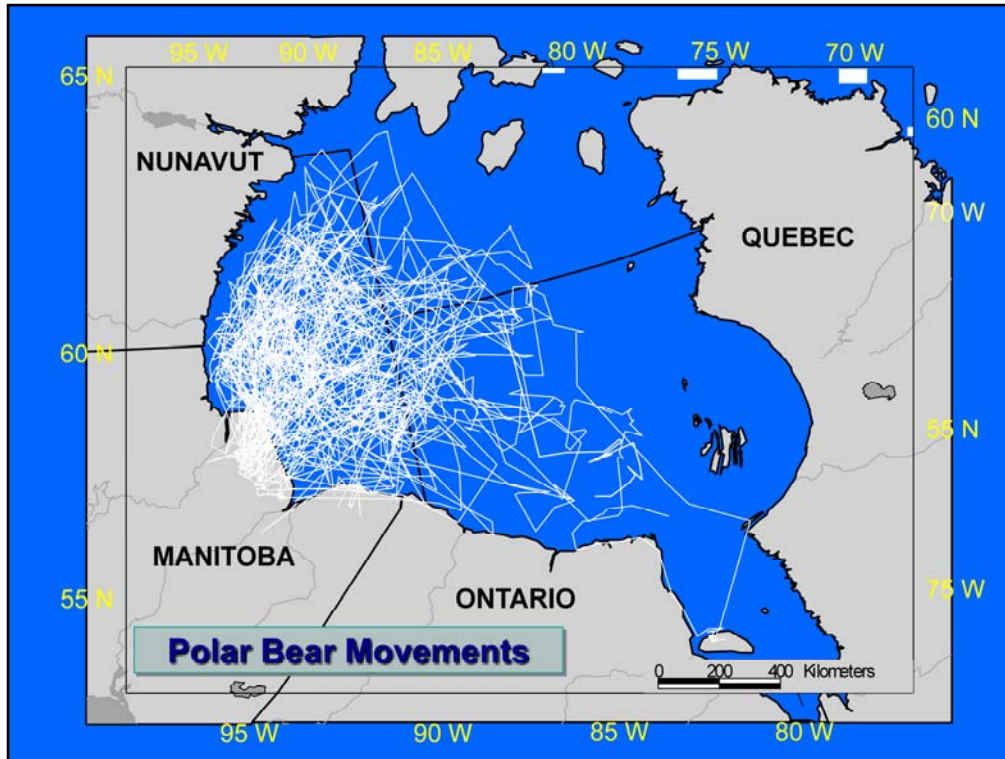 95 W 90 W 85 W 80 W 75 W 70 W
65 N
60 N
NUNAVUT
70 W
QUEBEC
60 N
55 N
MANITOBA
75 W
55 N
ONTARIO
Polar Bear Movements
0 200 400 Kilometers
95 W 90 W 85 W 80 W